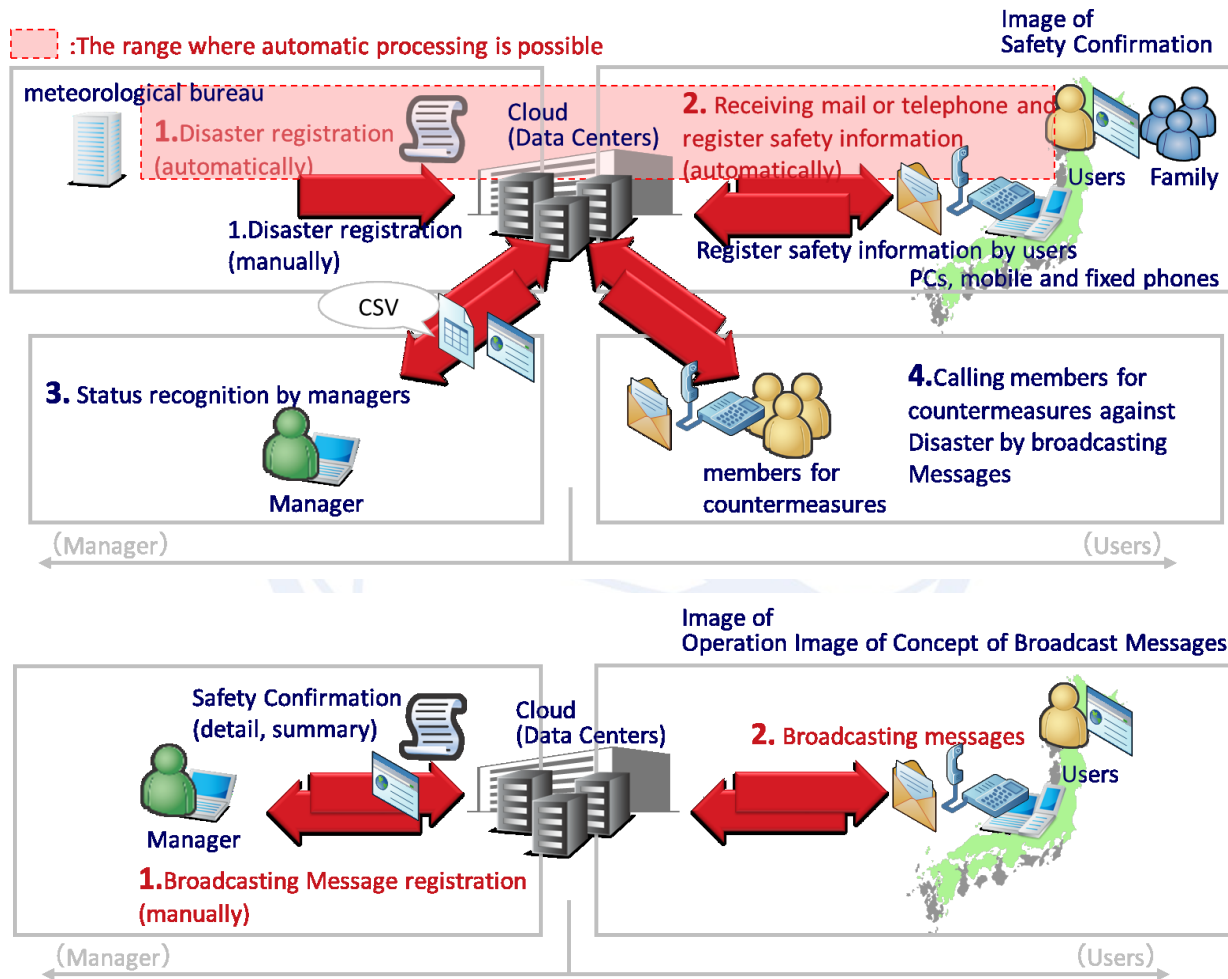 Image of
Safety Confirmation
:The range where automatic processing is possible
meteorological bureau
1.Disaster registration
(automatically)
Cloud
(Data Centers)
2. Receiving mail or telephone and
register safety information
(automatically)
Users
Family
1.Disaster registration
(manually)
Register safety information by users
PCs, mobile and fixed phones
CSV
3. Status recognition by managers
Manager
members for
countermeasures
4.Calling members for
countermeasures against
Disaster by broadcasting
Messages
(Manager)
(Users)
Image of
Operation Image of Concept of Broadcast Messages
Safety Confirmation
(detail, summary)
Cloud
(Data Centers)
2. Broadcasting messages
Users
Manager
1.Broadcasting Message registration
(manually)
(Manager)
(Users)